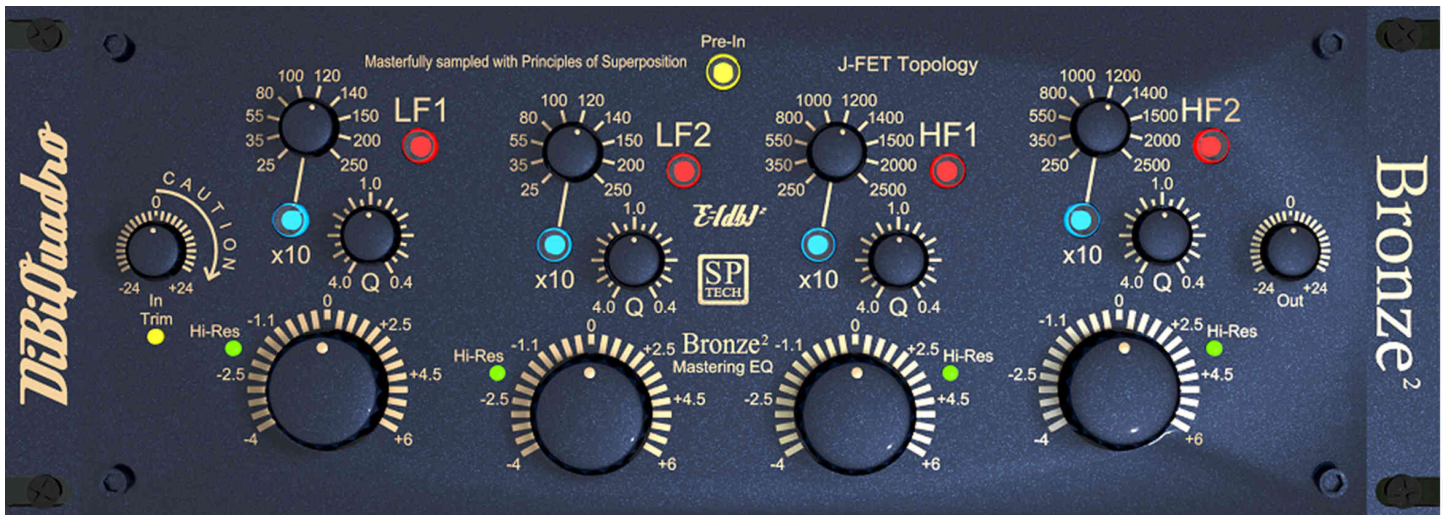 DiBiQuadro
Masterfully sampled with Principles of Superposition
Pre-In
J-FET Topology
LF1
25 35 55 80 100 120 140 150 200 250
x10
1.0
4.0 Q 0.4
LF2
25 35 55 80 100 120 140 150 200 250
x10
1.0
4.0 Q 0.4
HF1
250 350 550 800 1000 1200 1400 1500 2000 2500
x10
1.0
4.0 Q 0.4
HF2
250 350 550 800 1000 1200 1400 1500 2000 2500
x10
1.0
4.0 Q 0.4
CAUTION
0
-24 +24
In
Trim
E=[db]²
SP
TECH
Bronze²
Mastering EQ
0
-24 +24
Out
Hi-Res
-4 -2.5 -1.1 0 +2.5 +4.5 +6
Hi-Res
-4 -2.5 -1.1 0 +2.5 +4.5 +6
Hi-Res
-4 -2.5 -1.1 0 +2.5 +4.5 +6
Hi-Res
-4 -2.5 -1.1 0 +2.5 +4.5 +6
Bronze²